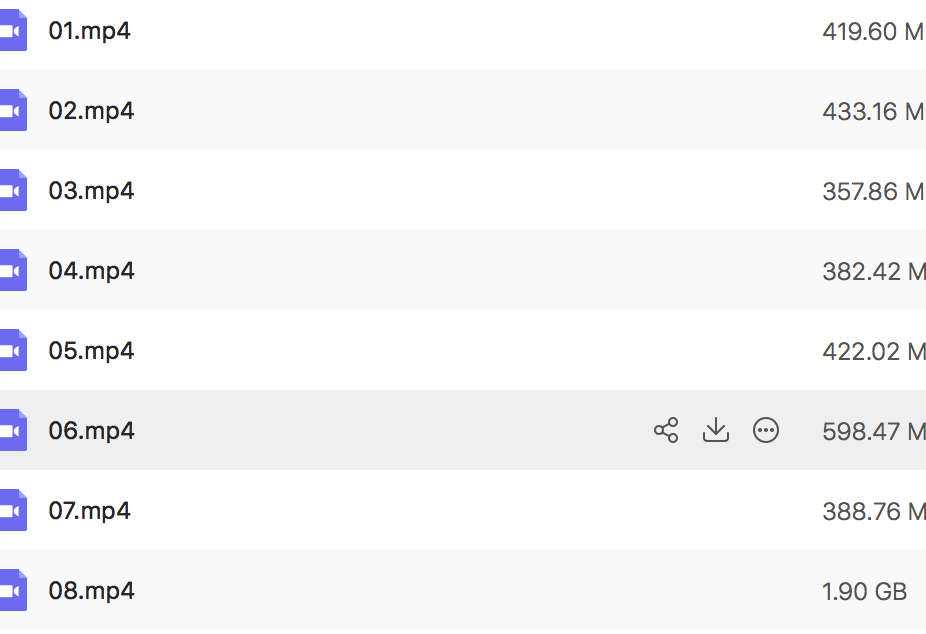 01.mp4 419.60 M
02.mp4 433.16 M
03.mp4 357.86 M
04.mp4 382.42 M
05.mp4 422.02 M
06.mp4 598.47 M
07.mp4 388.76 M
08.mp4 1.90 GB